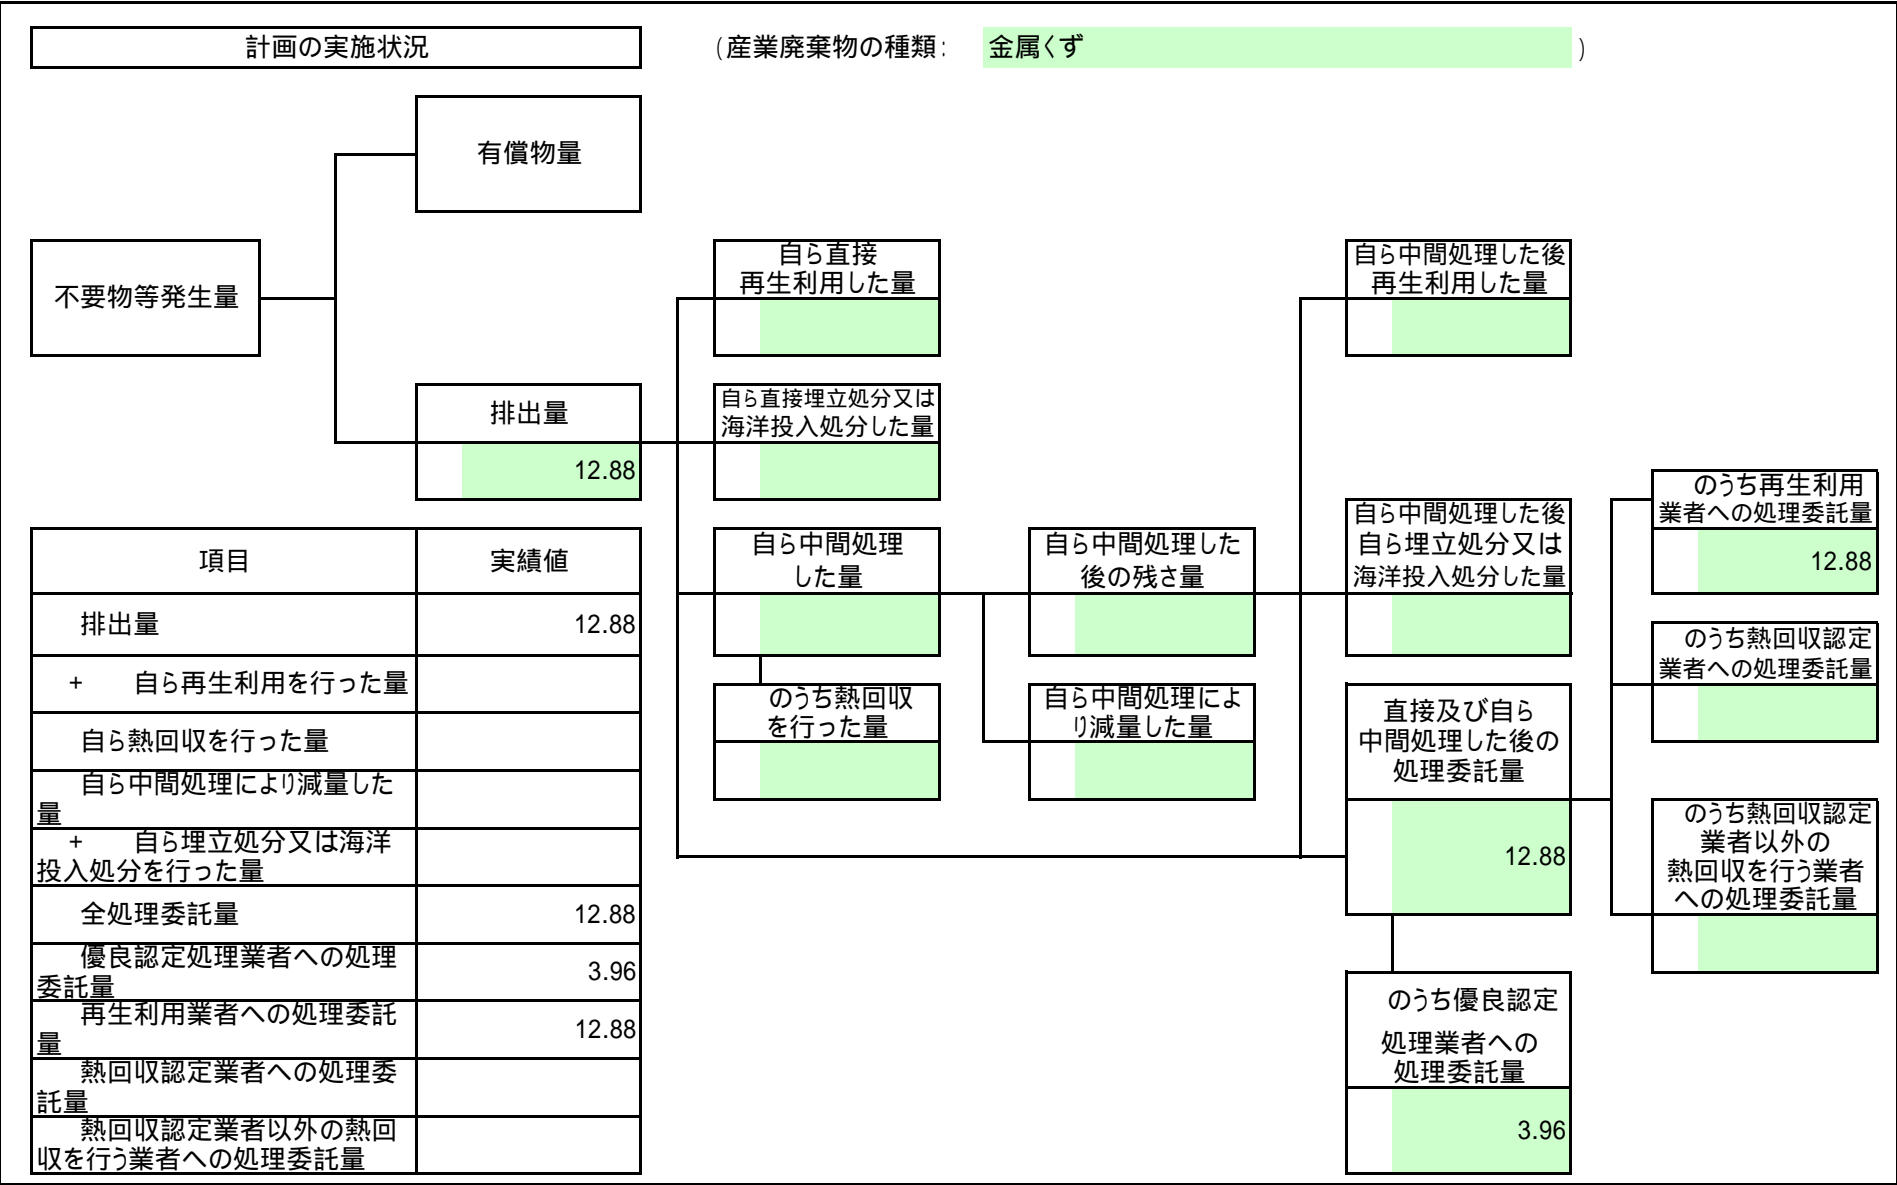 計画の実施状況
(産業廃棄物の種類: 金属くず )
有償物量
不要物等発生量
自ら直接
再生利用した量
自ら中間処理した後
再生利用した量
排出量
12.88
自ら直接埋立処分又は
海洋投入処分した量
のうち再生利用
業者への処理委託量
12.88
自ら中間処理
した量
自ら中間処理した
後の残さ量
自ら中間処理した後
自ら埋立処分又は
海洋投入処分した量
のうち熱回収認定
業者への処理委託量
のうち熱回収
を行った量
自ら中間処理によ
り減量した量
直接及び自ら
中間処理した後の
処理委託量
12.88
のうち熱回収認定
業者以外の
熱回収を行う業者
への処理委託量
のうち優良認定
処理業者への
処理委託量
3.96
項目 実績値
排出量 12.88
+ 自ら再生利用を行った量
自ら熱回収を行った量
自ら中間処理により減量した
量
+ 自ら埋立処分又は海洋
投入処分を行った量
全処理委託量 12.88
優良認定処理業者への処理
委託量 3.96
再生利用業者への処理委託
量 12.88
熱回収認定業者への処理委
託量
熱回収認定業者以外の熱回
収を行う業者への処理委託量